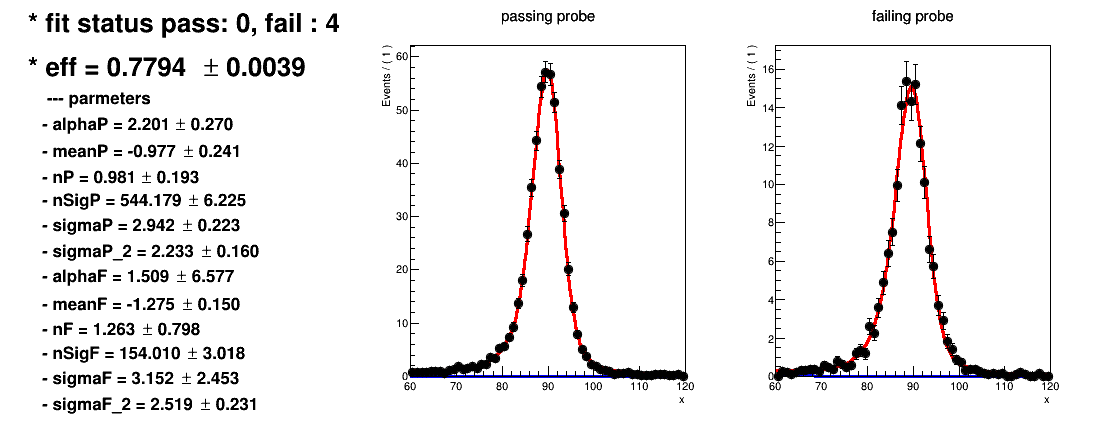 * fit status pass: 0, fail : 4
* eff = 0.7794 ± 0.0039
--- parmeters
- alphaP = 2.201 ± 0.270
- meanP = -0.977 ± 0.241
- nP = 0.981 ± 0.193
- nSigP = 544.179 ± 6.225
- sigmaP = 2.942 ± 0.223
- sigmaP_2 = 2.233 ± 0.160
- alphaF = 1.509 ± 6.577
- meanF = -1.275 ± 0.150
- nF = 1.263 ± 0.798
- nSigF = 154.010 ± 3.018
- sigmaF = 3.152 ± 2.453
- sigmaF_2 = 2.519 ± 0.231
passing probe
Events / ( 1 )
60
50
40
30
20
10
0
60 70 80 90 100 110 120
x
failing probe
Events / ( 1 )
16
14
12
10
8
6
4
2
0
60 70 80 90 100 110 120
x